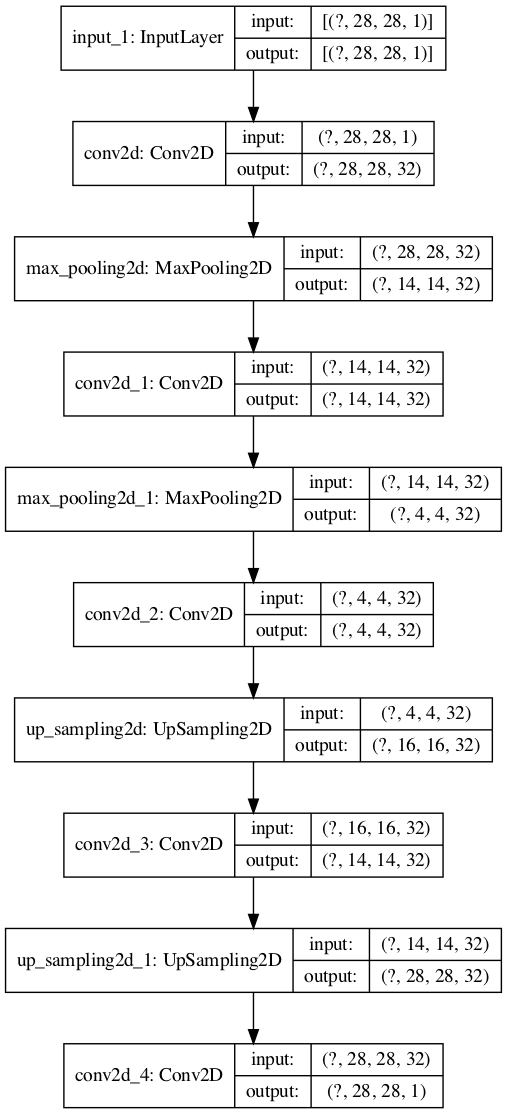 input_1: InputLayer
input: [(?, 28, 28, 1)]
output: [(?, 28, 28, 1)]
conv2d: Conv2D
input: (?, 28, 28, 1)
output: (?, 28, 28, 32)
max_pooling2d: MaxPooling2D
input: (?, 28, 28, 32)
output: (?, 14, 14, 32)
conv2d_1: Conv2D
input: (?, 14, 14, 32)
output: (?, 14, 14, 32)
max_pooling2d_1: MaxPooling2D
input: (?, 14, 14, 32)
output: (?, 4, 4, 32)
conv2d_2: Conv2D
input: (?, 4, 4, 32)
output: (?, 4, 4, 32)
up_sampling2d: UpSampling2D
input: (?, 4, 4, 32)
output: (?, 16, 16, 32)
conv2d_3: Conv2D
input: (?, 16, 16, 32)
output: (?, 14, 14, 32)
up_sampling2d_1: UpSampling2D
input: (?, 14, 14, 32)
output: (?, 28, 28, 32)
conv2d_4: Conv2D
input: (?, 28, 28, 32)
output: (?, 28, 28, 1)